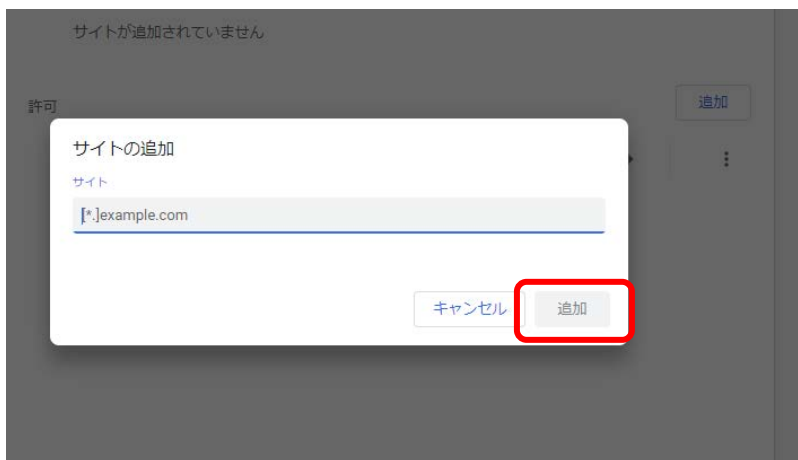 サイトが追加されていません
許可
追加
サイトの追加
サイト
[*.]example.com
キャンセル
追加